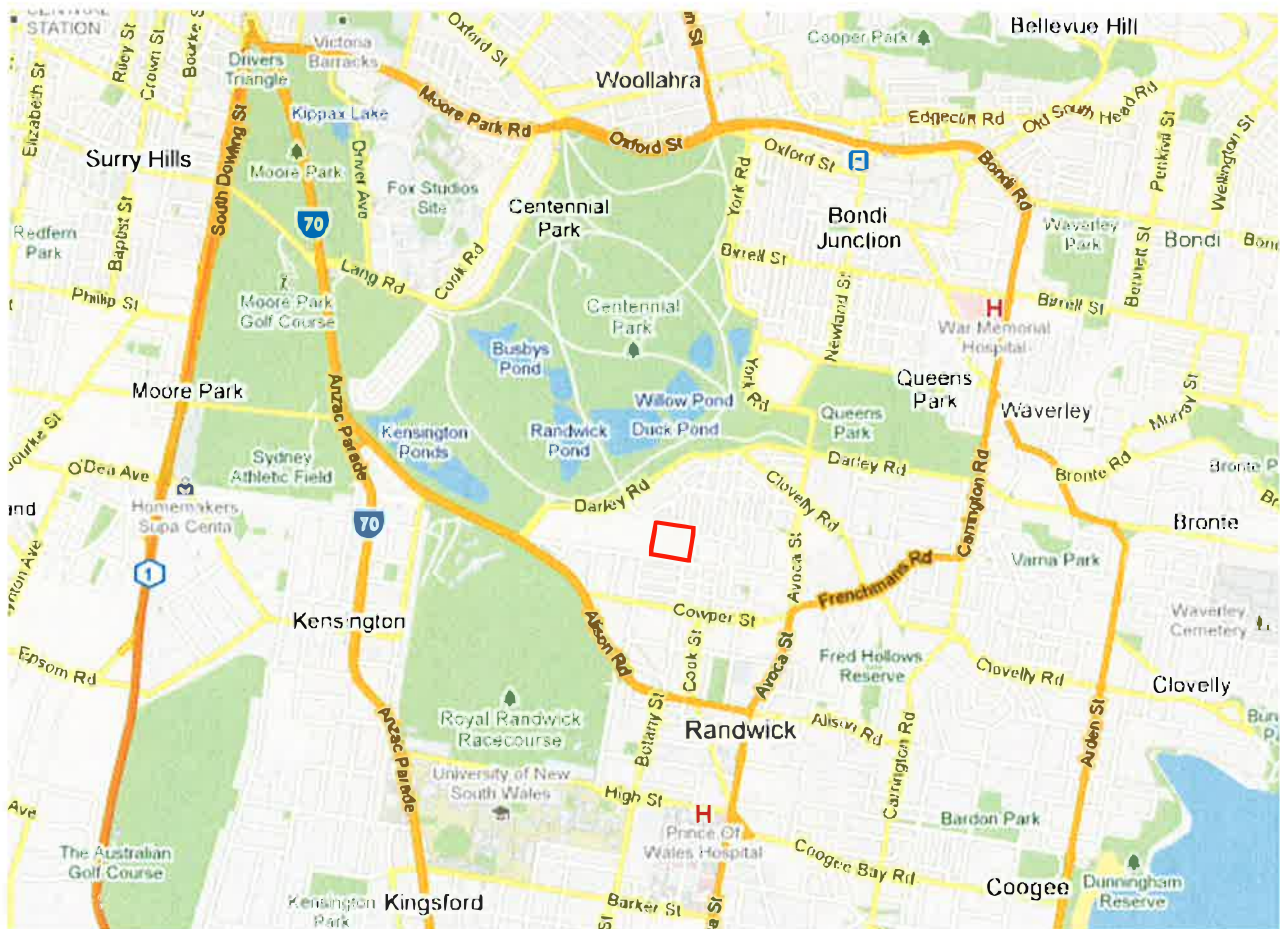 CENTRAL
STATION
Elizabeth St
Riley St
Crown St
Bourke St
Drivers
Triangle
Victoria
Barracks
Oxford St
Woollahra
Cooper Park
Bellevue Hill
Kippax Lake
Moore Park Rd
Oxford St
Edgecliff Rd
Old South Head Rd
Penkivil St
Wellington St
Surry Hills
South Dowling St
Moore Park
Driver Ave
Fox Studios
Site
Centennial
Park
York Rd
Oxford St
Bondi Rd
Bondi
Junction
Waverley
Park
Bennett St
Bondi
Redfern
Park
Baptist St
70
Lang Rd
Cook Rd
Birrell St
Birrell St
Phillip St
Moore Park
Golf Course
Centennial
Park
Newland St
H
War Memorial
Hospital
Busbys
Pond
Moore Park
Anzac Parade
York Rd
Queens
Park
Waverley
Murray St
Willow Pond
Duck Pond
Kensington
Ponds
Randwick
Pond
Queens
Park
O'Dea Ave
Sydney
Athletic Field
Darley Rd
Darley Rd
Clovelly Rd
Carrington Rd
Bronte Rd
Bronte P
Homemakers
Supa Centa
70
Bronte
1
Avoca St
Frenchmans Rd
Varna Park
Kensington
Alison Rd
Cowper St
Cook St
Avoca St
Waverley
Cemetery
Epsom Rd
Fred Hollows
Reserve
Clovelly Rd
Clovelly
Royal Randwick
Racecourse
Botany St
Randwick
Alison Rd
Carrington Rd
Arden St
Anzac Parade
University of New
South Wales
High St
H
Prince Of
Wales Hospital
Bardon Park
Ave
The Australian
Golf Course
Coogee Bay Rd
Coogee
Dunningham
Reserve
Kensington
Park
Kingsford
Barker St